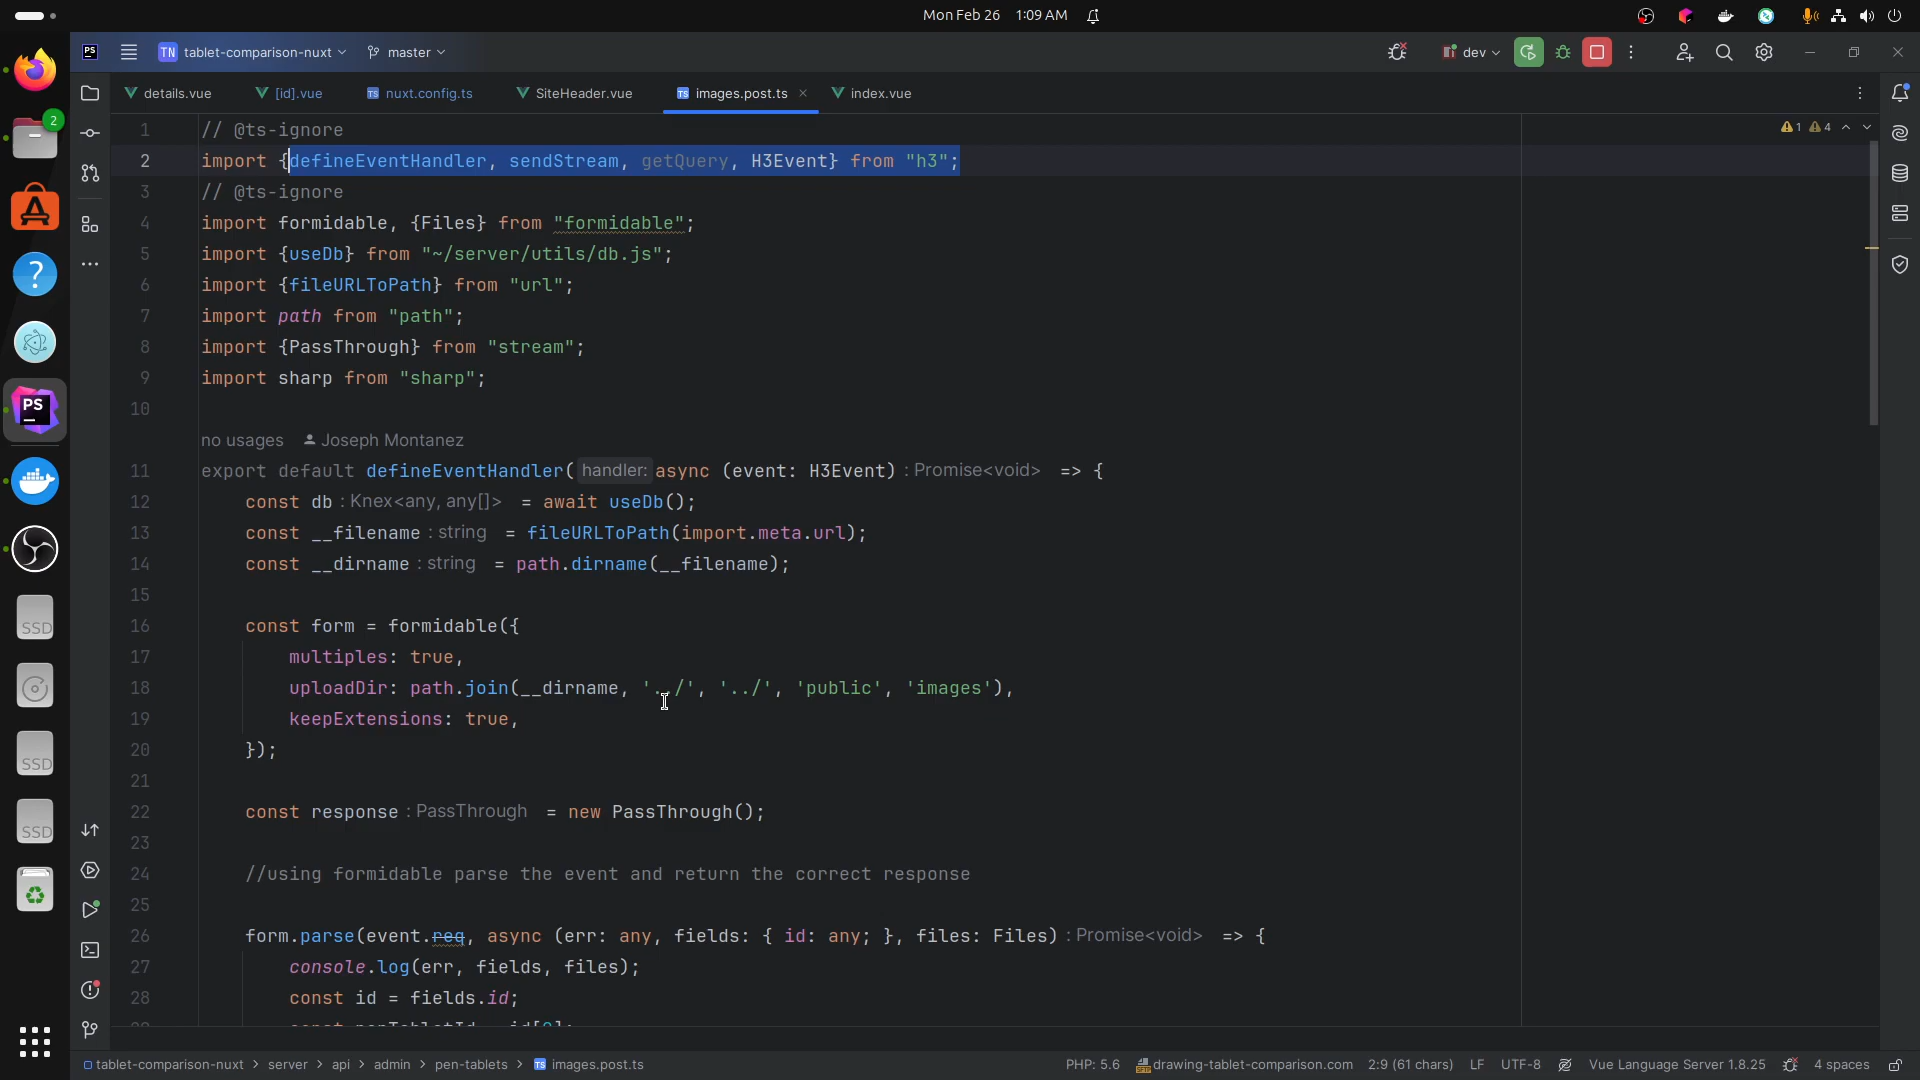 Mon Feb 26 1:09 AM
PS TN tablet-comparison-nuxt master dev
details.vue [id].vue TS nuxt.config.ts SiteHeader.vue TS images.post.ts index.vue
2
1 // @ts-ignore
1 4
2 import {defineEventHandler, sendStream, getQuery, H3Event} from "h3";
3 // @ts-ignore
4 import formidable, {Files} from "formidable";
5 import {useDb} from "~/server/utils/db.js";
6 import {fileURLToPath} from "url";
7 import path from "path";
8 import {PassThrough} from "stream";
9 import sharp from "sharp";
PS
10
no usages Joseph Montanez
11 export default defineEventHandler( handler: async (event: H3Event) : Promise<void> => {
12 const db : Knex<any, any[]> = await useDb();
13 const __filename : string = fileURLToPath(import.meta.url);
14 const __dirname : string = path.dirname(__filename);
15
16 const form = formidable({
SSD
17 multiples: true,
18 uploadDir: path.join(__dirname, '../', '../', 'public', 'images'),
19 keepExtensions: true,
20 });
SSD
21
22 const response : PassThrough = new PassThrough();
SSD
23
24 //using formidable parse the event and return the correct response
25
26 form.parse(event.req, async (err: any, fields: { id: any; }, files: Files) : Promise<void> => {
27 console.log(err, fields, files);
28 const id = fields.id;
tablet-comparison-nuxt > server > api > admin > pen-tablets > TS images.post.ts
PHP: 5.6 drawing-tablet-comparison.com 2:9 (61 chars) LF UTF-8 Vue Language Server 1.8.25 4 spaces